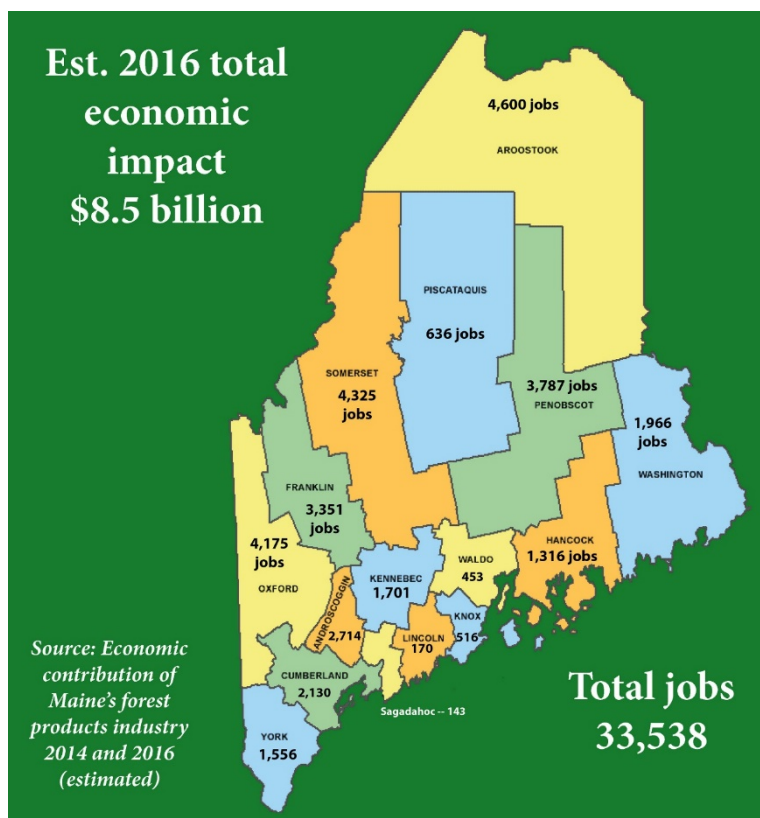 Est. 2016 total
economic
impact
$8.5 billion
4,600 jobs
AROOSTOOK
PISCATAQUIS
636 jobs
SOMERSET
4,325
jobs
3,787 jobs
PENOBSCOT
1,966
jobs
WASHINGTON
FRANKLIN
3,351
jobs
4,175
jobs
OXFORD
HANCOCK
1,316 jobs
WALDO
453
KENNEBEC
1,701
ANDROSCOGGIN
2,714
KNOX
516
LINCOLN
170
CUMBERLAND
2,130
Sagadahoc -- 143
YORK
1,556
Source: Economic
contribution of
Maine's forest
products industry
2014 and 2016
(estimated)
Total jobs
33,538